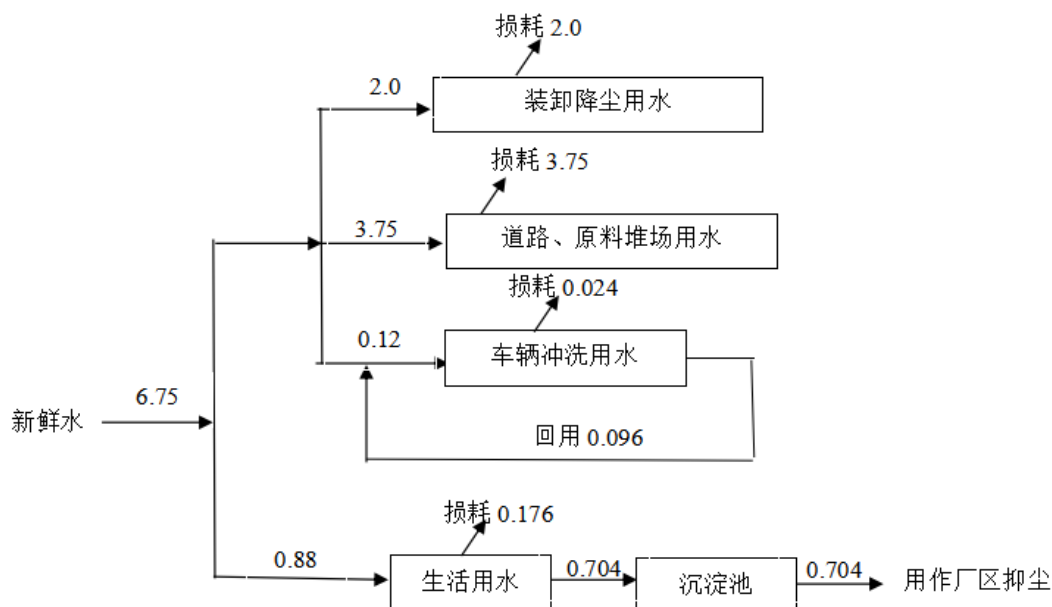 损耗 2.0
2.0
装卸降尘用水
损耗 3.75
3.75
道路、原料堆场用水
损耗 0.024
0.12
车辆冲洗用水
6.75
新鲜水
回用 0.096
损耗 0.176
0.88
生活用水
0.704
沉淀池
0.704
用作厂区抑尘